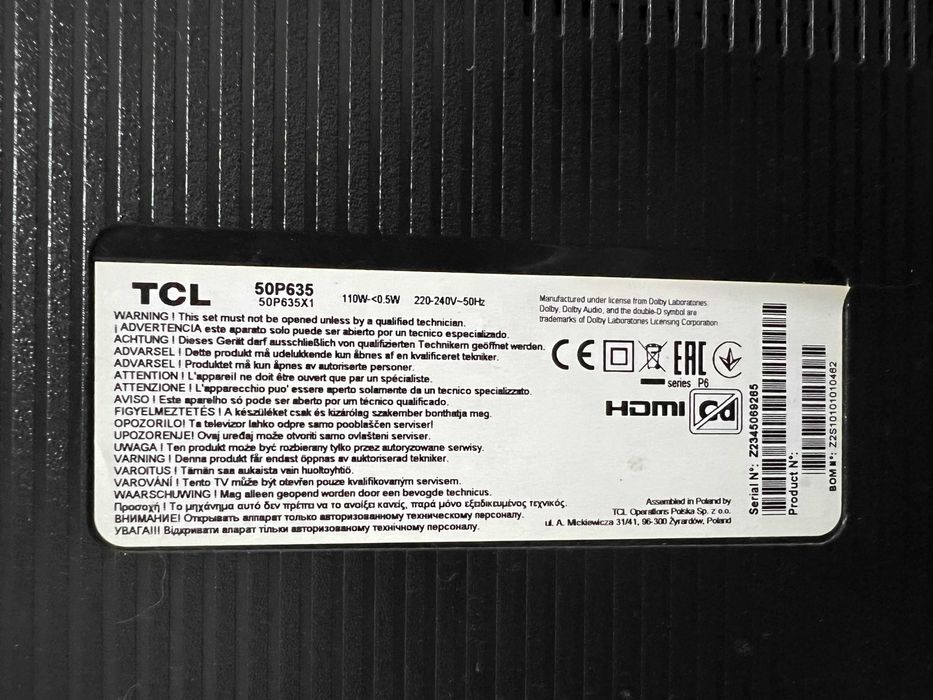 TCL
50P635
50P635X1
110W-<0.5W
220-240V~50Hz
WARNING ! This set must not be opened unless by a qualified technician.
¡ ADVERTENCIA este aparato solo puede ser abierto por un tecnico especializado.
ACHTUNG ! Dieses Gerät darf ausschließlich von qualifizierten Technikern geöffnet werden.
ADVARSEL ! Dette produkt må udelukkende kun åbnes af en kvalificeret tekniker.
ADVARSEL ! Produktet må kun åpnes av autoriserte personer.
ATTENTION ! L'appareil ne doit être ouvert que par un spécialiste.
ATTENZIONE ! L'apparecchio puo' essere aperto solamente da un tecnico specializzato.
AVISO ! Este aparelho só pode ser aberto por um técnico qualificado.
FIGYELMEZTETÉS ! A készüléket csak és kizárólag szakember bonthatja meg.
OPOZORILO! Ta televizor lahko odpre samo pooblaščen serviser!
UPOZORENJE! Ovaj uređaj može otvoriti samo ovlašteni serviser.
UWAGA ! Ten produkt może być rozbierany tylko przez autoryzowane serwisy.
VARNING ! Denna produkt får endast öppnas av auktoriserad tekniker.
VAROITUS ! Tämän saa aukaista vain huoltoyhtiö.
VAROVÁNÍ ! Tento TV může být otevřen pouze kvalifikovaným servisem.
WAARSCHUWING ! Mag alleen geopend worden door een bevogde technicus.
Προσοχή ! Το μηχάνημα αυτό δεν πρέπει να το ανοίξει κανείς, παρά μόνο εξειδικευμένος τεχνικός.
ВНИМАНИЕ! Открывать аппарат только авторизованному техническому персоналу.
УВАГА!!! Відкривати апарат тільки авторизованому технічному персоналу.
Manufactured under license from Dolby Laboratories.
Dolby, Dolby Audio, and the double-D symbol are
trademarks of Dolby Laboratories Licensing Corporation
CE
EAC
series P6
HDMI
Cd
Assembled in Poland by
TCL Operations Polska Sp. z o.o.
ul. A. Mickiewicza 31/41, 96-300 Żyrardów, Poland
Serial N°: Z2345069265
Product N°:
BOM N°: Z2S10101010462